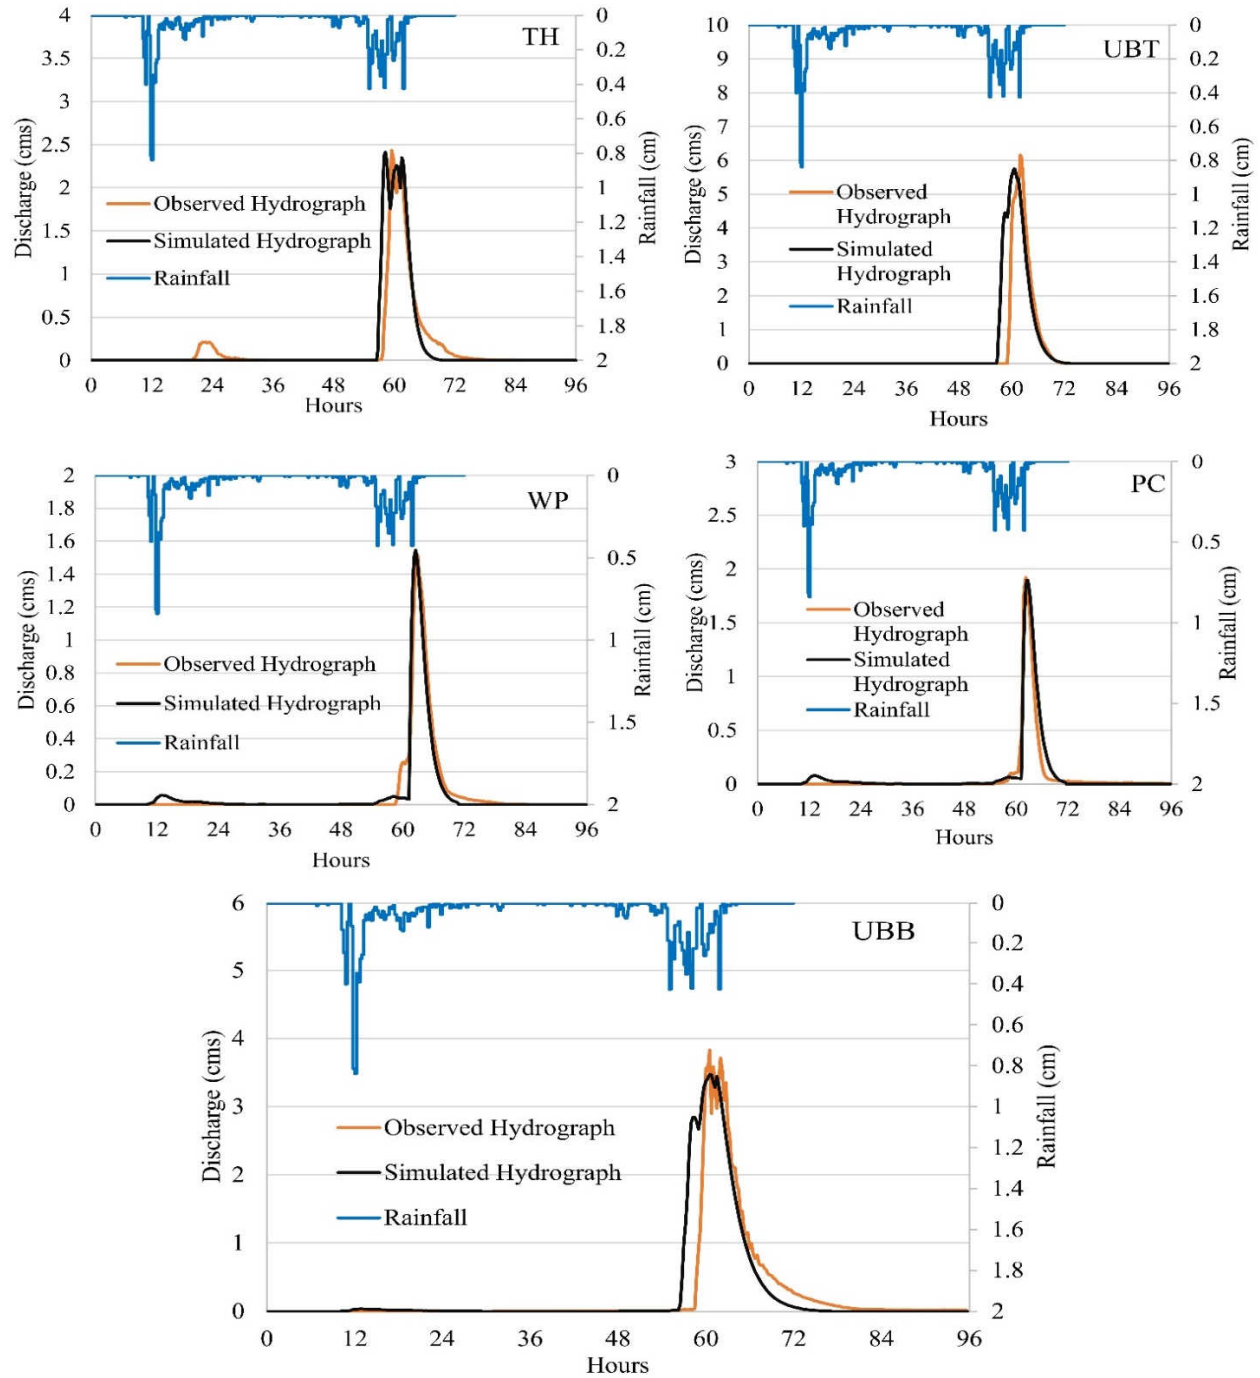 TH
4
3.5
3
2.5
2
1.5
1
0.5
0
0
0.2
0.4
0.6
0.8
1
1.2
1.4
1.6
1.8
2
Discharge (cms)
Rainfall (cm)
Observed Hydrograph
Simulated Hydrograph
Rainfall
0 12 24 36 48 60 72 84 96
Hours
UBT
10
9
8
7
6
5
4
3
2
1
0
0
0.2
0.4
0.6
0.8
1
1.2
1.4
1.6
1.8
2
Discharge (cms)
Rainfall (cm)
Observed
Hydrograph
Simulated
Hydrograph
Rainfall
0 12 24 36 48 60 72 84 96
Hours
WP
2
1.8
1.6
1.4
1.2
1
0.8
0.6
0.4
0.2
0
0
0.5
1
1.5
2
Discharge (cms)
Rainfall (cm)
Observed Hydrograph
Simulated Hydrograph
Rainfall
0 12 24 36 48 60 72 84 96
Hours
PC
3
2.5
2
1.5
1
0.5
0
0
0.5
1
1.5
2
Discharge (cms)
Rainfall (cm)
Observed
Hydrograph
Simulated
Hydrograph
Rainfall
0 12 24 36 48 60 72 84 96
Hours
UBB
6
5
4
3
2
1
0
0
0.2
0.4
0.6
0.8
1
1.2
1.4
1.6
1.8
2
Discharge (cms)
Rainfall (cm)
Observed Hydrograph
Simulated Hydrograph
Rainfall
0 12 24 36 48 60 72 84 96
Hours